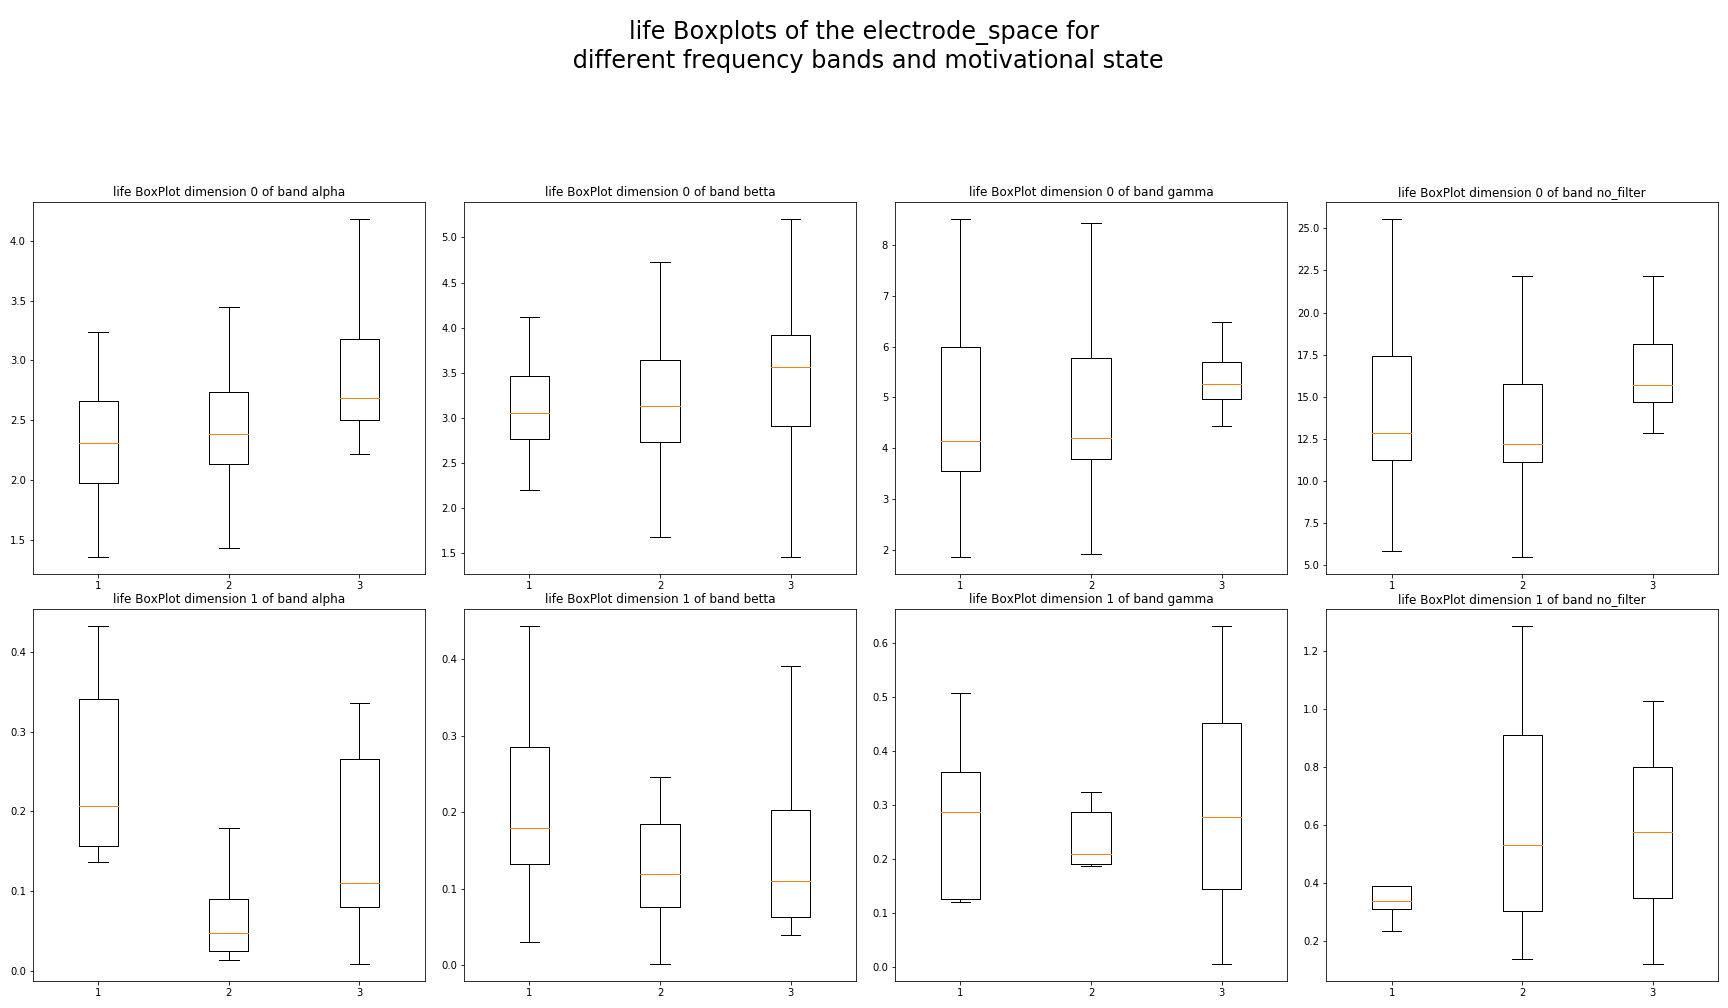 life Boxplots of the electrode_space for
different frequency bands and motivational state
life BoxPlot dimension 0 of band alpha
4.0
3.5
3.0
2.5
2.0
1.5
1 2 3
life BoxPlot dimension 0 of band betta
5.0
4.5
4.0
3.5
3.0
2.5
2.0
1.5
1 2 3
life BoxPlot dimension 0 of band gamma
8
7
6
5
4
3
2
1 2 3
life BoxPlot dimension 0 of band no_filter
25.0
22.5
20.0
17.5
15.0
12.5
10.0
7.5
5.0
1 2 3
life BoxPlot dimension 1 of band alpha
0.4
0.3
0.2
0.1
0.0
1 2 3
life BoxPlot dimension 1 of band betta
0.4
0.3
0.2
0.1
0.0
1 2 3
life BoxPlot dimension 1 of band gamma
0.6
0.5
0.4
0.3
0.2
0.1
0.0
1 2 3
life BoxPlot dimension 1 of band no_filter
1.2
1.0
0.8
0.6
0.4
0.2
1 2 3